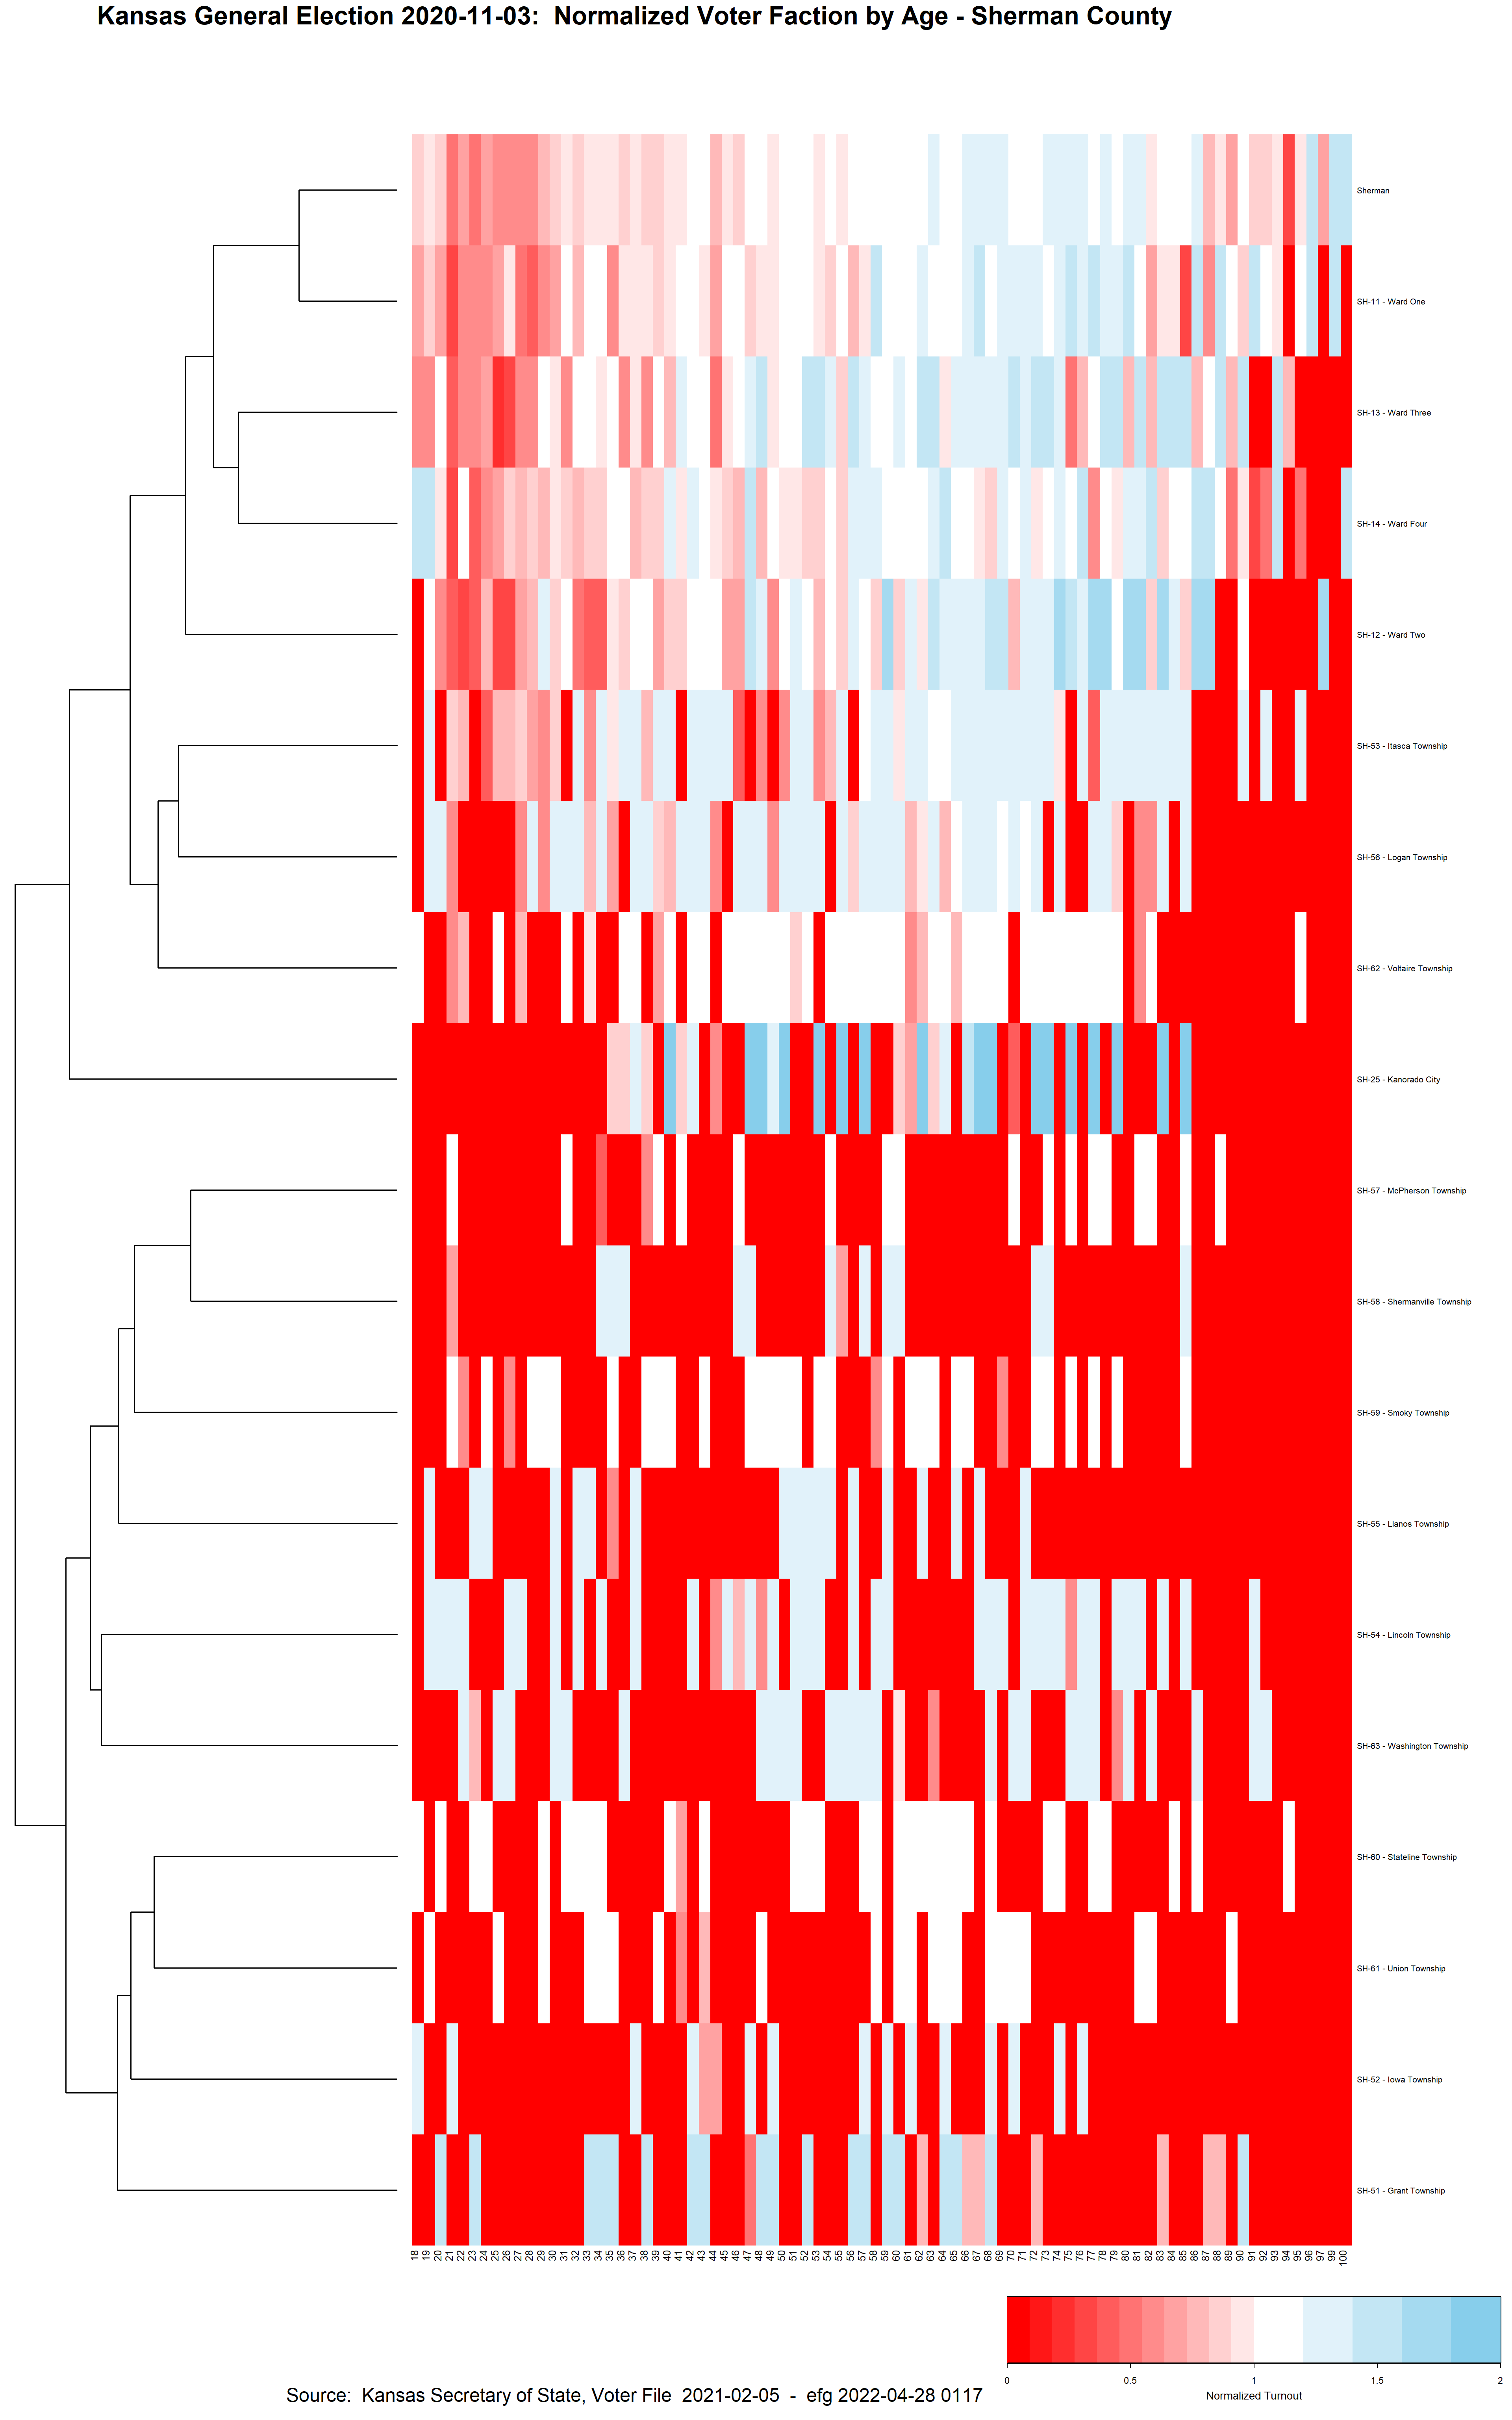 Kansas General Election 2020-11-03:  Normalized Voter Faction by Age - Sherman County
Sherman
SH-11 - Ward One
SH-13 - Ward Three
SH-14 - Ward Four
SH-12 - Ward Two
SH-53 - Itasca Township
SH-56 - Logan Township
SH-62 - Voltaire Township
SH-25 - Kanorado City
SH-57 - McPherson Township
SH-58 - Shermanville Township
SH-59 - Smoky Township
SH-55 - Llanos Township
SH-54 - Lincoln Township
SH-63 - Washington Township
SH-60 - Stateline Township
SH-61 - Union Township
SH-52 - Iowa Township
SH-51 - Grant Township
18 19 20 21 22 23 24 25 26 27 28 29 30 31 32 33 34 35 36 37 38 39 40 41 42 43 44 45 46 47 48 49 50 51 52 53 54 55 56 57 58 59 60 61 62 63 64 65 66 67 68 69 70 71 72 73 74 75 76 77 78 79 80 81 82 83 84 85 86 87 88 89 90 91 92 93 94 95 96 97 99 100
0 0.5 1 1.5 2
Normalized Turnout
Source:  Kansas Secretary of State, Voter File  2021-02-05  -  efg 2022-04-28 0117